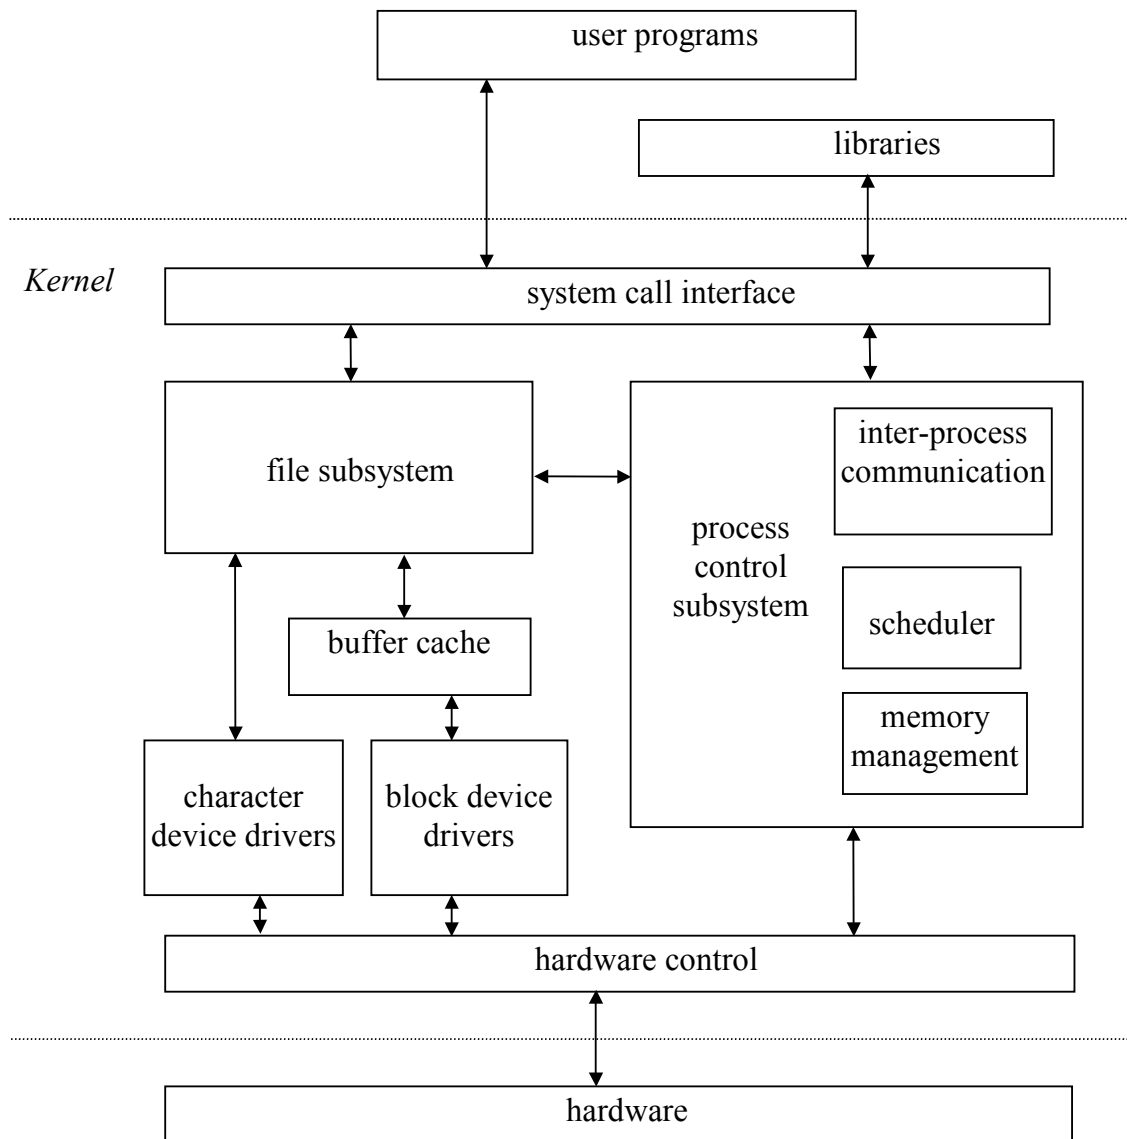 user programs
libraries
Kernel
system call interface
file subsystem
inter-process
communication
process
control
subsystem
scheduler
buffer cache
memory
management
character
device drivers
block device
drivers
hardware control
hardware